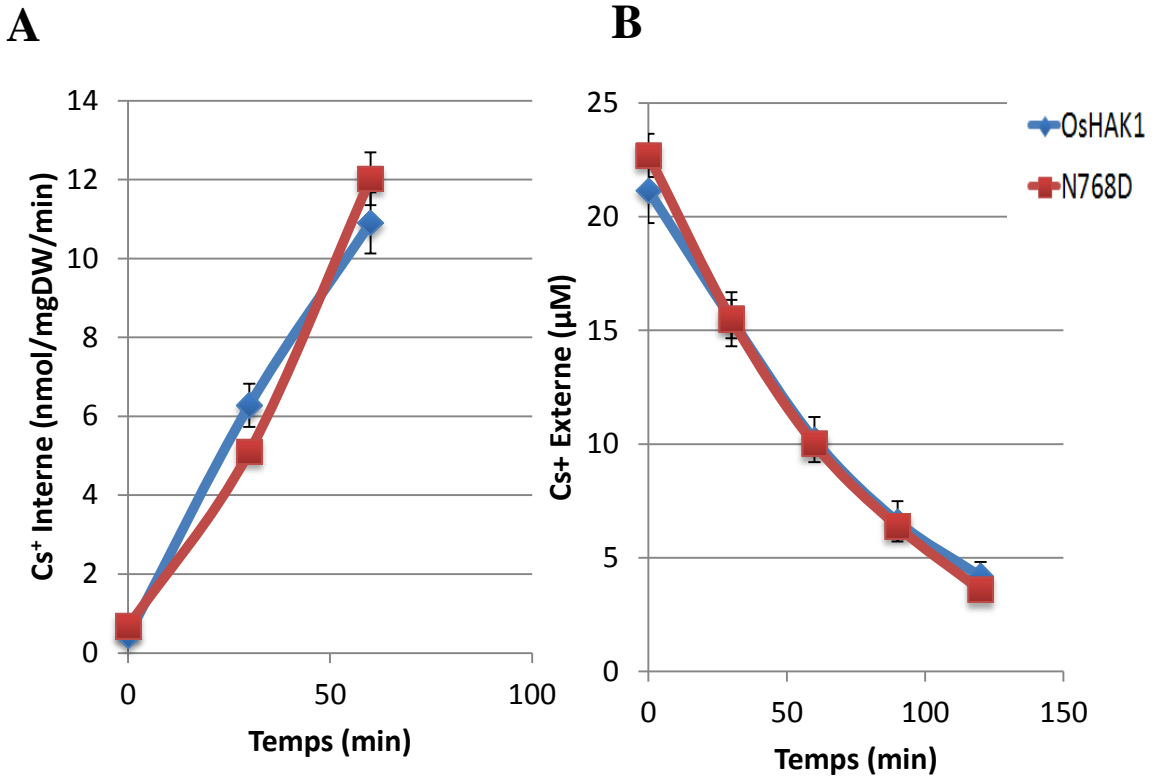 A
B
Cs⁺ Interne (nmol/mgDW/min)
14
12
10
8
6
4
2
0
0
50
100
Temps (min)
Cs+ Externe (µM)
25
20
15
10
5
0
0
50
100
150
Temps (min)
OsHAK1
N768D